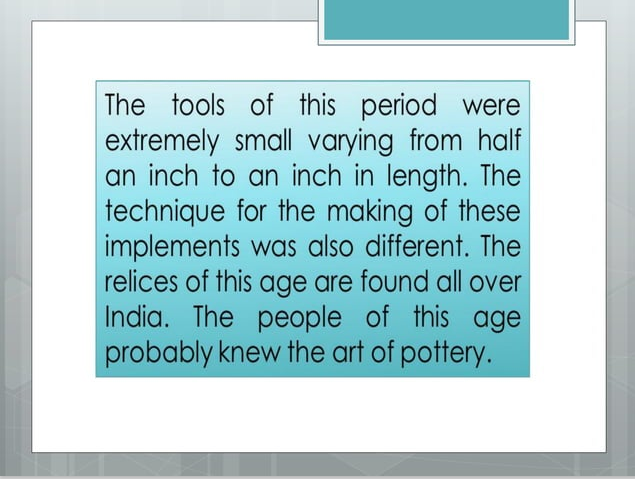 The tools of this period were
extremely small varying from half
an inch to an inch in length. The
technique for the making of these
implements was also different. The
relices of this age are found all over
India. The people of this age
probably knew the art of pottery.